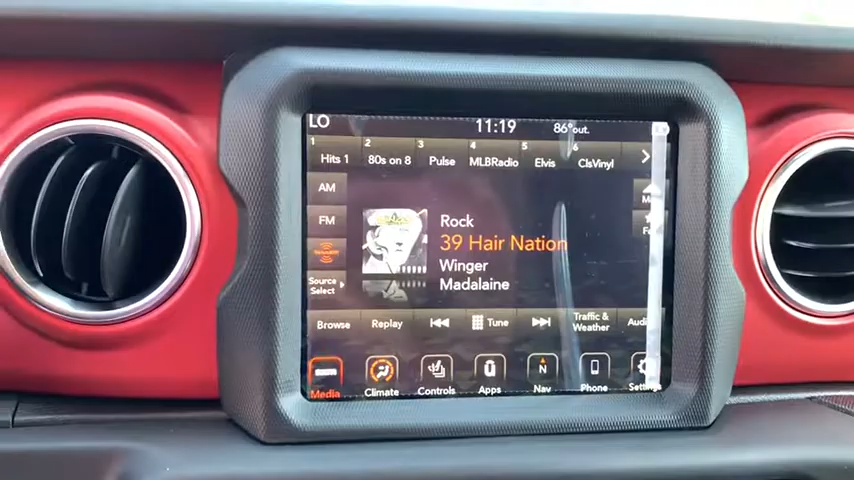 LO 11:19 86°out.
1 2 3 4 5 6
Hits 1 80s on 8 Pulse MLBRadio Elvis ClsVinyl
AM
FM
Source
Select
Rock
39 Hair Nation
Winger
Madalaine
Browse Replay Tune Traffic &
Weather
Media Climate Controls Apps N
Nav Phone Settings